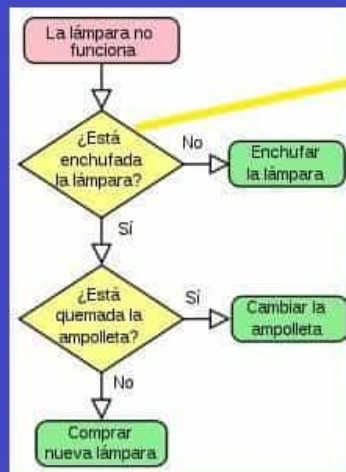 La lámpara no
funciona
¿Está
enchufada
la lámpara?
No
Enchufar
la lámpara
Sí
¿Está
quemada la
ampolleta?
Sí
Cambiar la
ampolleta
No
Comprar
nueva lámpara